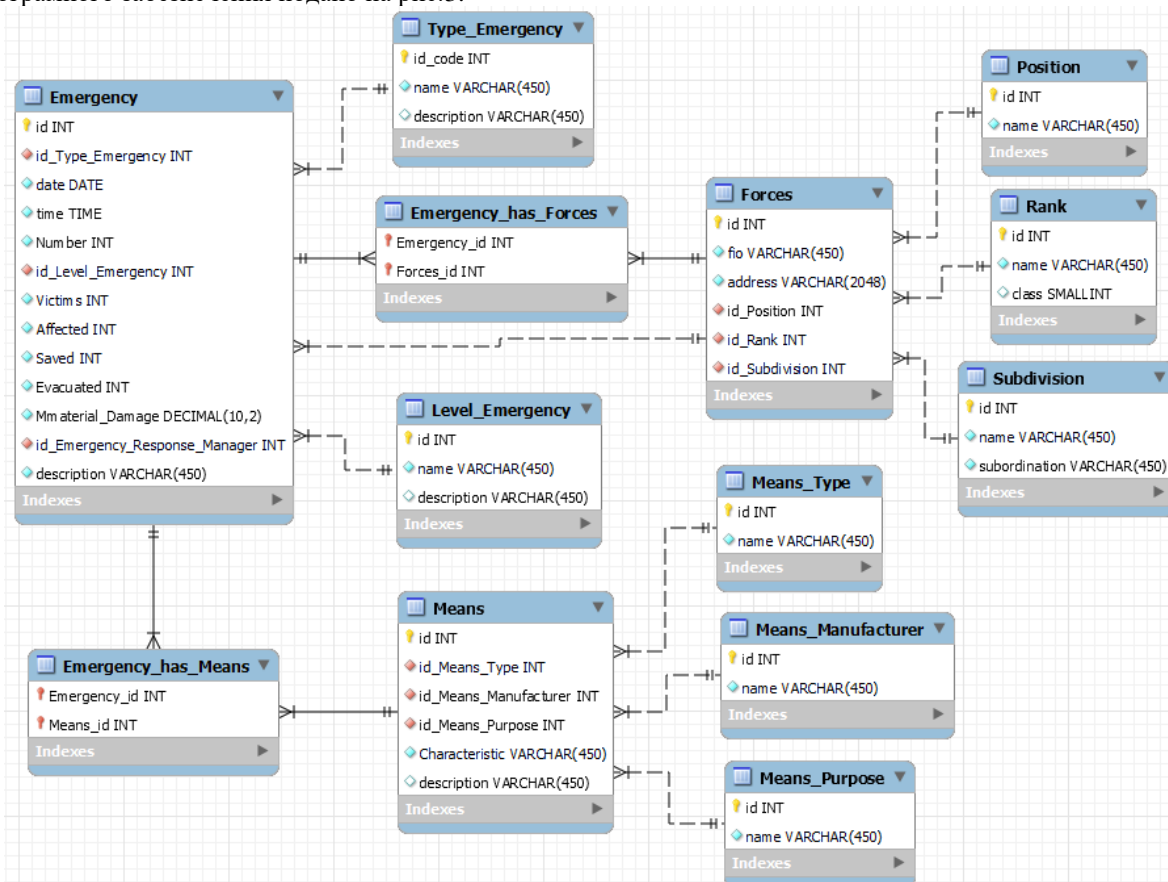 забезпечення подано на
Type_Emergency
id_code INT
name VARCHAR(450)
description VARCHAR(450)
Indexes
Emergency
id INT
id_Type_Emergency INT
date DATE
time TIME
Number INT
id_Level_Emergency INT
Victims INT
Affected INT
Saved INT
Evacuated INT
Mmaterial_Damage DECIMAL(10,2)
id_Emergency_Response_Manager INT
description VARCHAR(450)
Indexes
Emergency_has_Forces
Emergency_id INT
Forces_id INT
Indexes
Forces
id INT
fio VARCHAR(450)
address VARCHAR(2048)
id_Position INT
id_Rank INT
id_Subdivision INT
Indexes
Position
id INT
name VARCHAR(450)
Indexes
Rank
id INT
name VARCHAR(450)
class SMALLINT
Indexes
Subdivision
id INT
name VARCHAR(450)
subordination VARCHAR(450)
Indexes
Level_Emergency
id INT
name VARCHAR(450)
description VARCHAR(450)
Indexes
Means_Type
id INT
name VARCHAR(450)
Indexes
Means
id INT
id_Means_Type INT
id_Means_Manufacturer INT
id_Means_Purpose INT
Characteristic VARCHAR(450)
description VARCHAR(450)
Indexes
Means_Manufacturer
id INT
name VARCHAR(450)
Indexes
Emergency_has_Means
Emergency_id INT
Means_id INT
Indexes
Means_Purpose
id INT
name VARCHAR(450)
Indexes